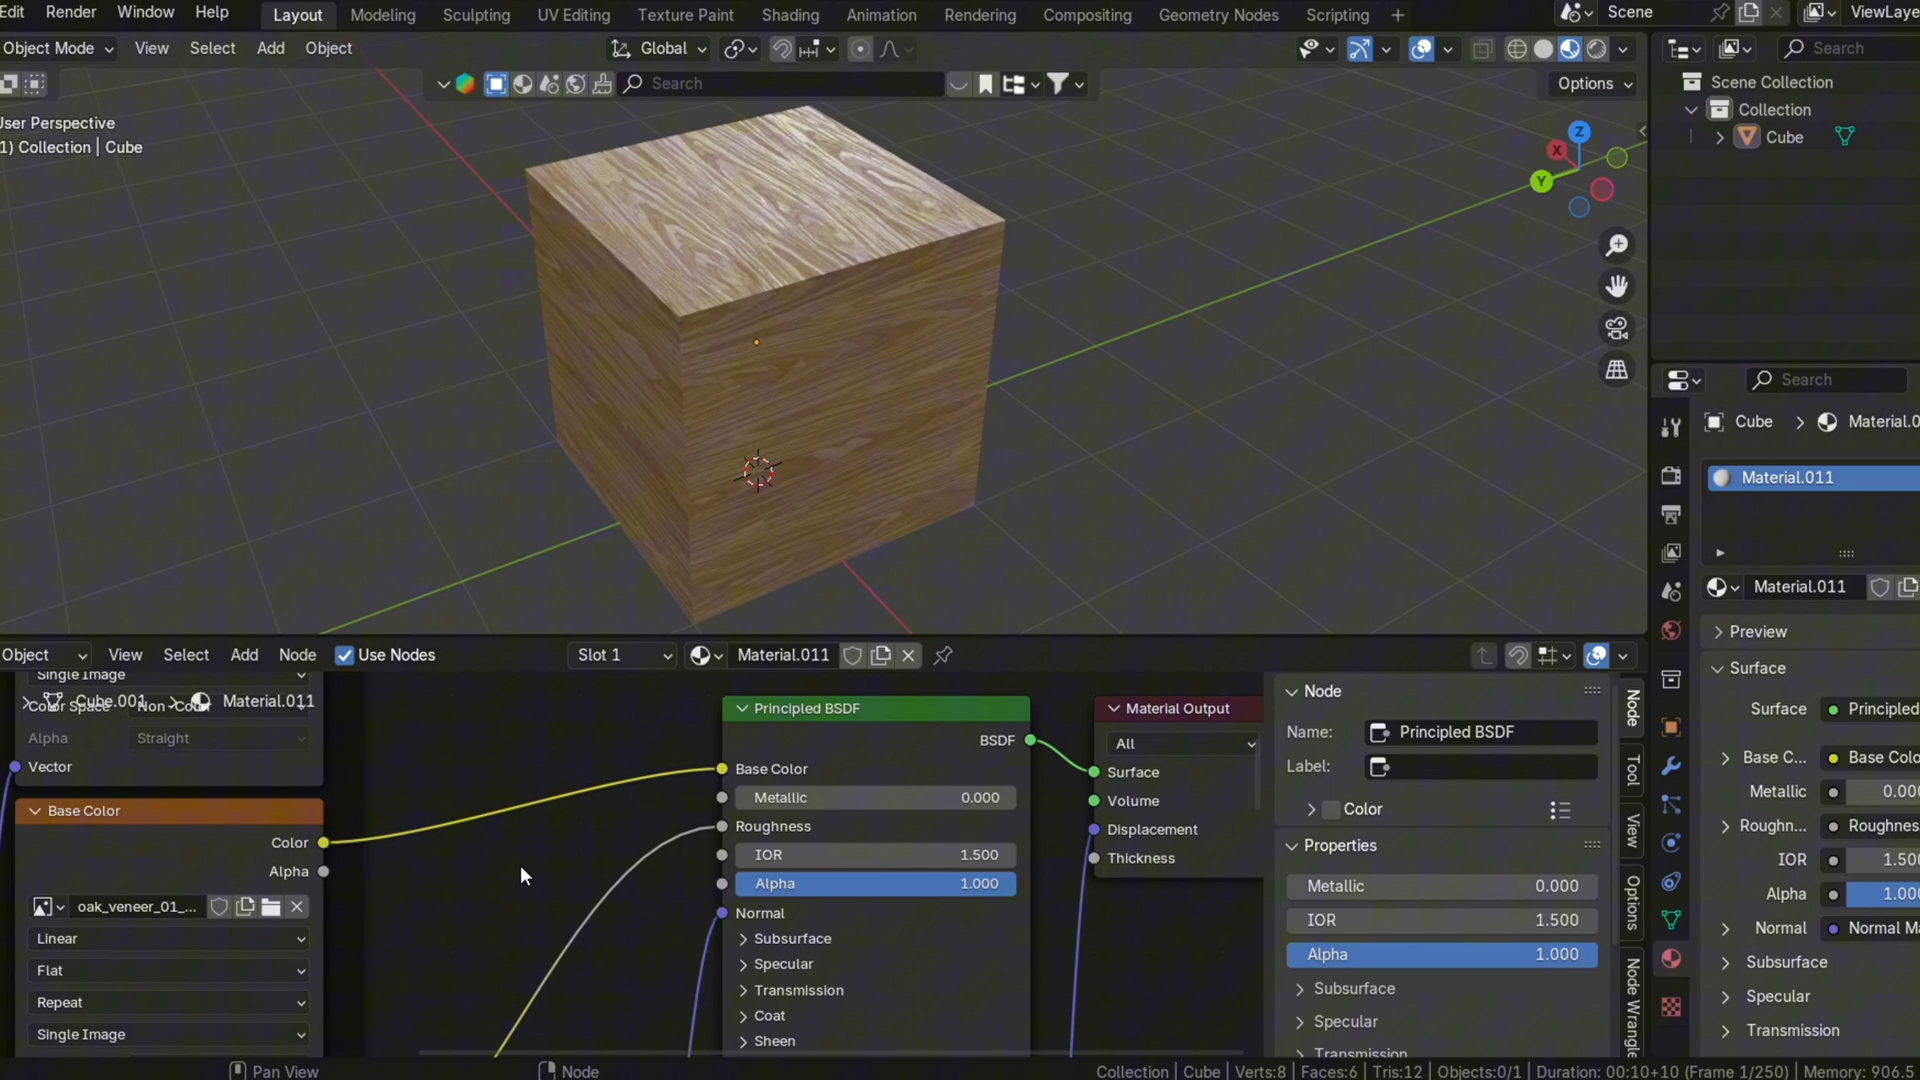 Edit Render Window Help Layout Modeling Sculpting UV Editing Texture Paint Shading Animation Rendering Compositing Geometry Nodes Scripting + Scene ViewLaye
Object Mode View Select Add Object Global Search
Search Options
User Perspective
1) Collection | Cube
Z
X
Y
Scene Collection
Collection
Cube
Search
Cube > Material.0
Material.011
Material.011
Preview
Surface
Surface Principled
Base C... Base Colo
Metallic 0.00
Roughn... Roughnes
IOR 1.50
Alpha 1.00
Normal Normal Ma
Subsurface
Specular
Transmission
Object View Select Add Node Use Nodes Slot 1 Material.011
Single Image
Cube.001 > Material.011
Color Space Non-Color
Alpha Straight
Vector
Base Color
Color
Alpha
oak_veneer_01_...
Linear
Flat
Repeat
Single Image
Principled BSDF
BSDF
Base Color
Metallic 0.000
Roughness
IOR 1.500
Alpha 1.000
Normal
Subsurface
Specular
Transmission
Coat
Sheen
Material Output
All
Surface
Volume
Displacement
Thickness
Node
Name: Principled BSDF
Label:
Color
Properties
Metallic 0.000
IOR 1.500
Alpha 1.000
Subsurface
Specular
Transmission
Node
Tool
View
Options
Node Wrangle
Pan View Node Collection | Cube | Verts:8 | Faces:6 | Tris:12 | Objects:0/1 | Duration: 00:10+10 (Frame 1/250) | Memory: 906.5